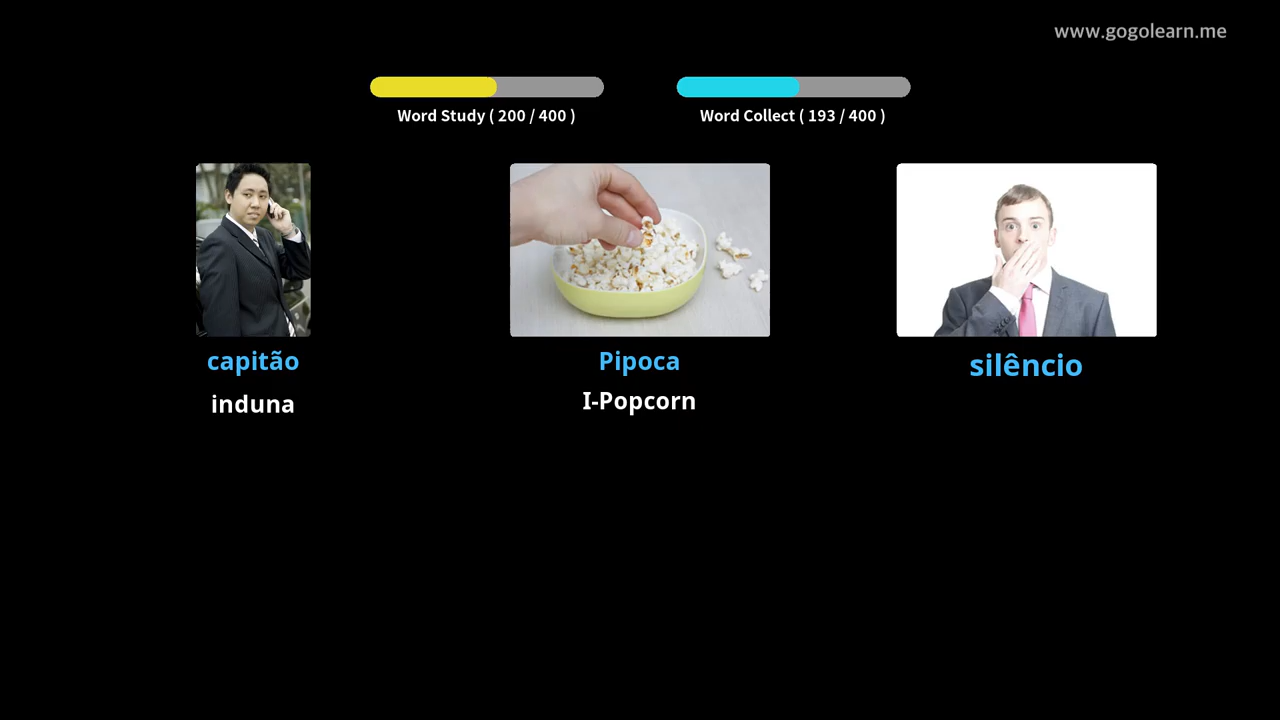 www.gogolearn.me
Word Study ( 200 / 400 )
Word Collect ( 193 / 400 )
capitão
Pipoca
silêncio
induna
I-Popcorn